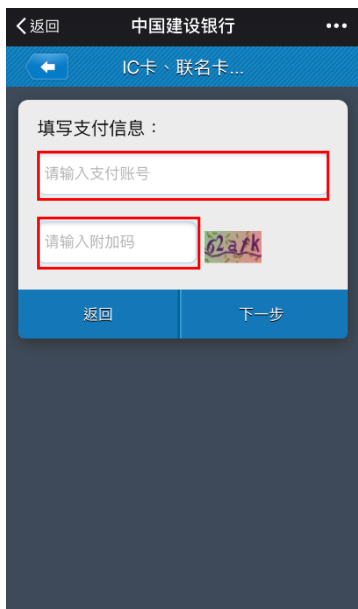 返回 中国建设银行
IC卡、联名卡...
填写支付信息：
请输入支付账号
请输入附加码 62afk
返回 下一步